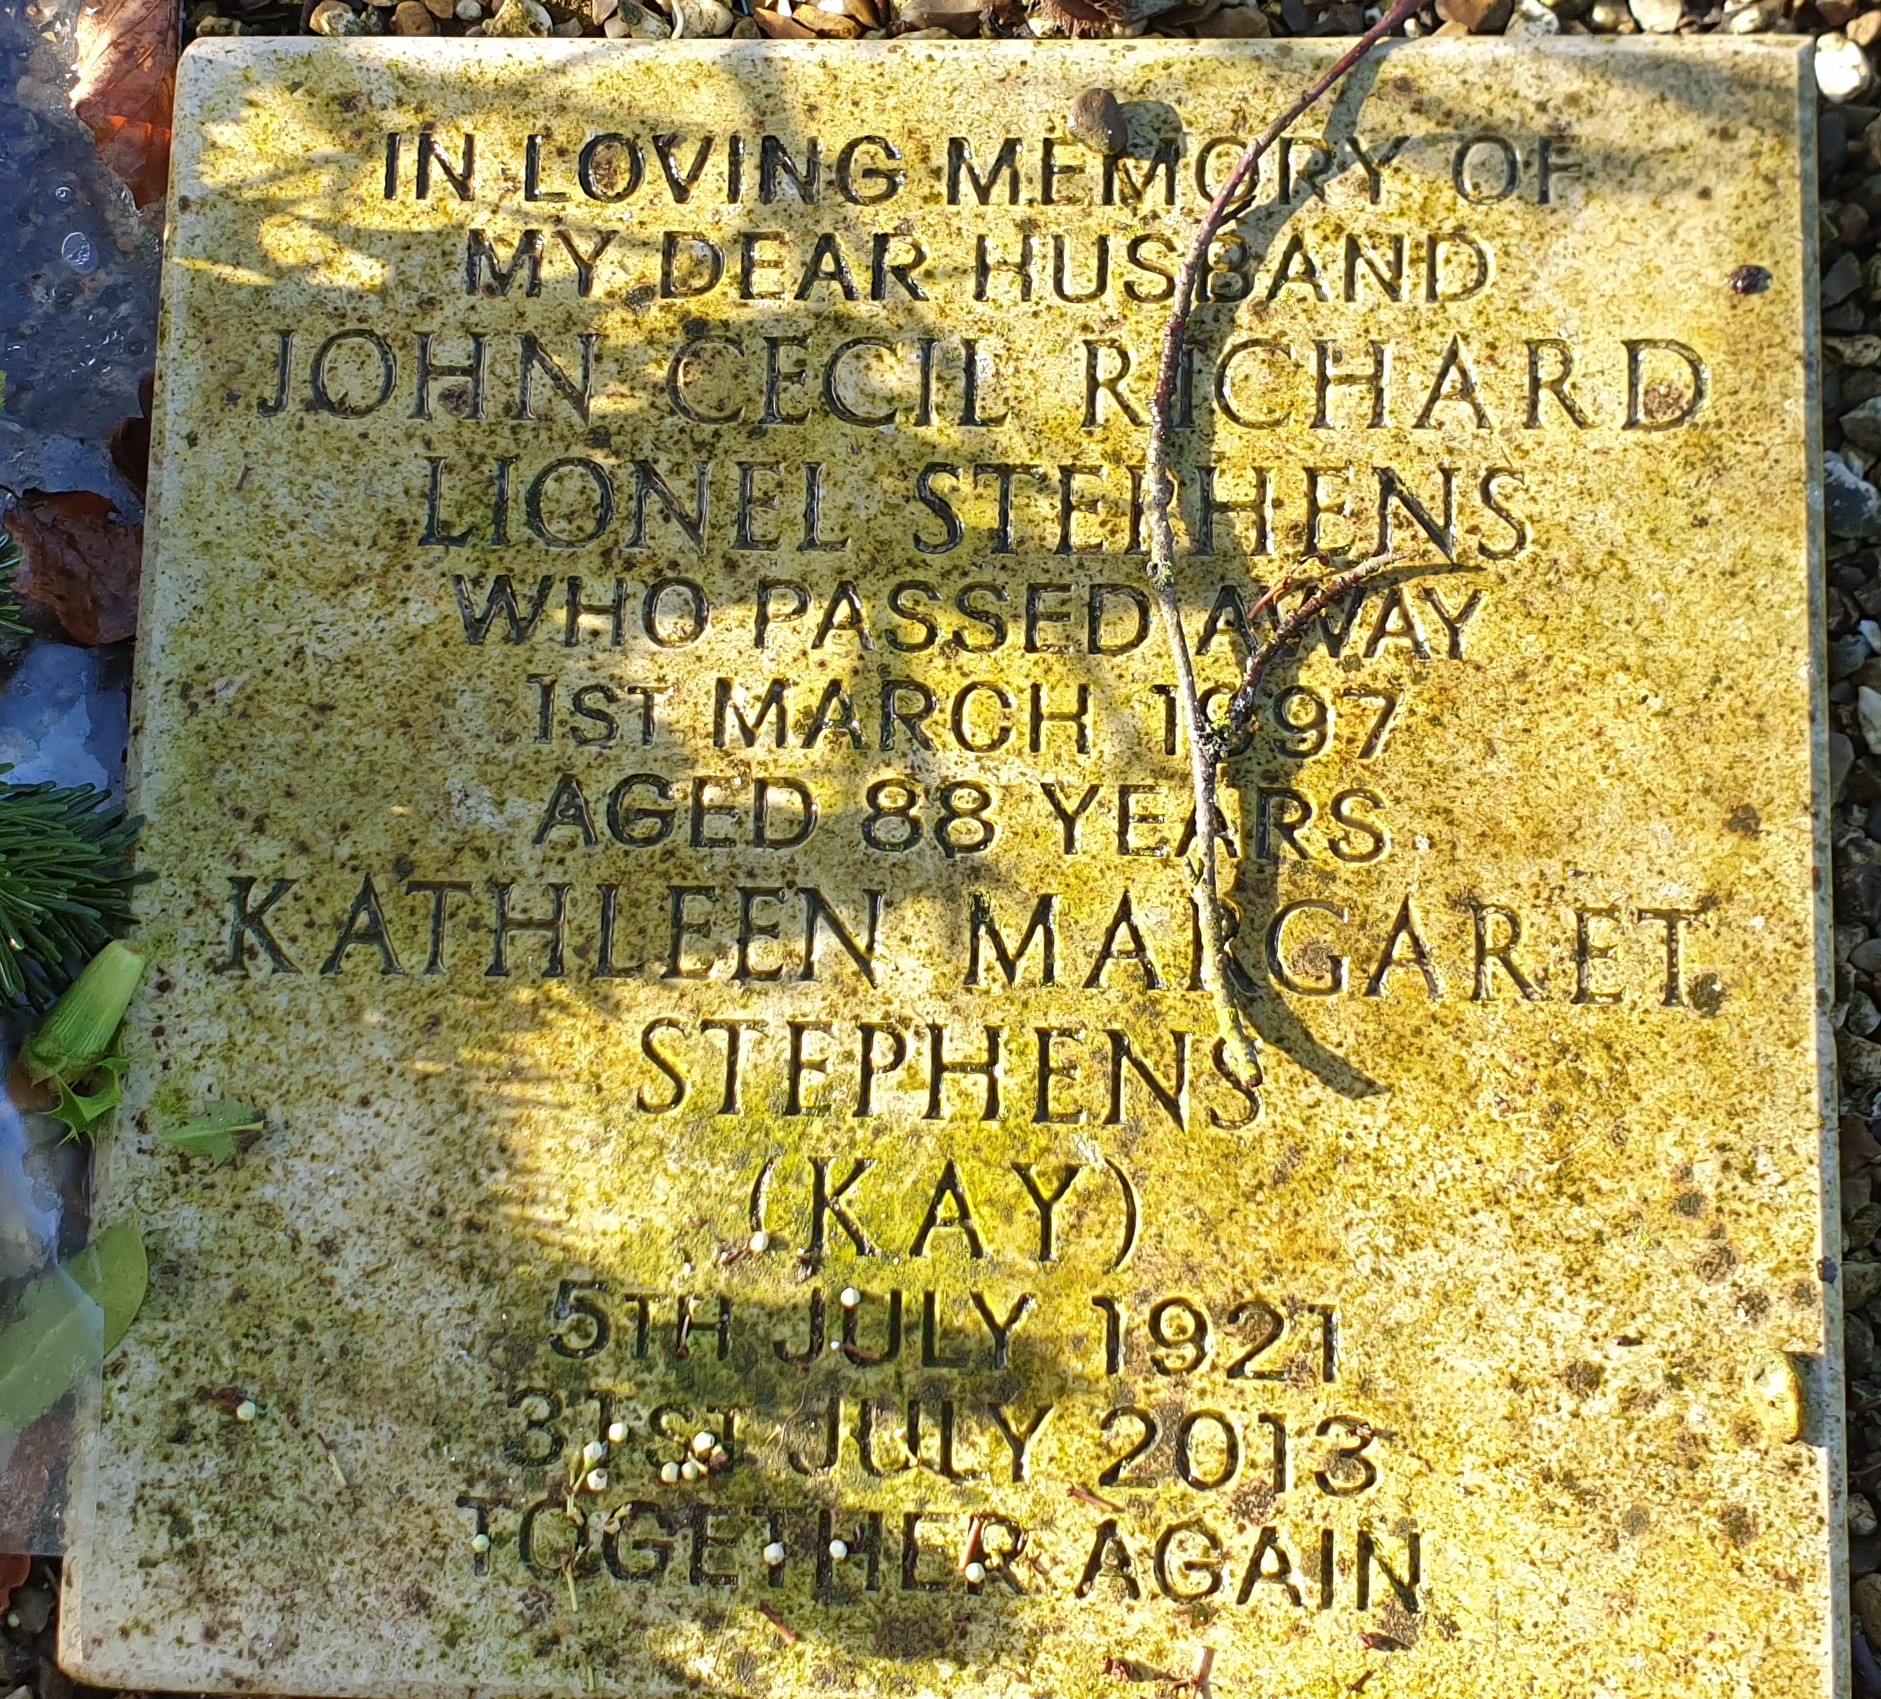 IN LOVING MEMORY OF
MY DEAR HUSBAND
JOHN CECIL RICHARD
LIONEL STEPHENS
WHO PASSED AWAY
1ST MARCH 1997
AGED 88 YEARS
KATHLEEN MARGARET
STEPHENS
(KAY)
5TH JULY 1921
31ST JULY 2013
TOGETHER AGAIN